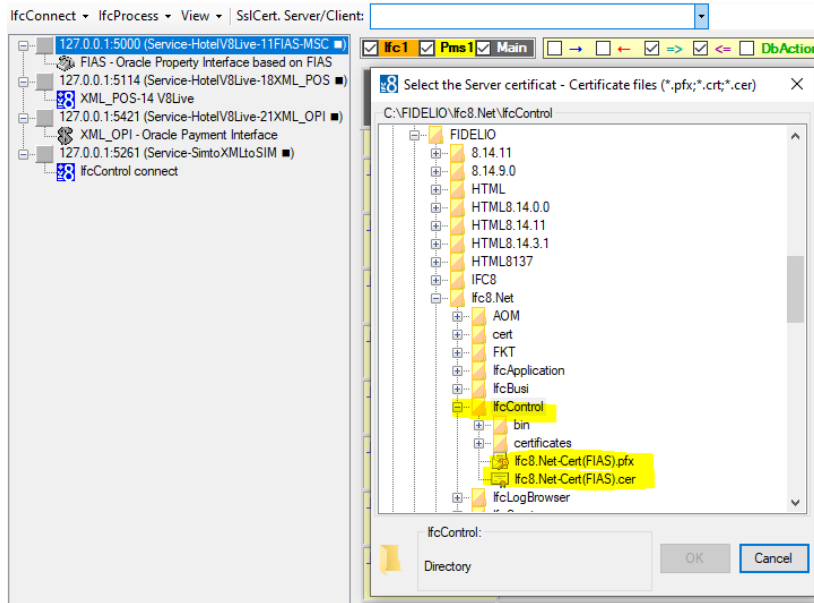 IfcConnect IfcProcess View SslCert. Server/Client:
127.0.0.1:5000 (Service-HotelV8Live-11FIAS-MSC ■)
FIAS - Oracle Property Interface based on FIAS
127.0.0.1:5114 (Service-HotelV8Live-18XML_POS ■)
XML_POS-14 V8Live
127.0.0.1:5421 (Service-HotelV8Live-21XML_OPI ■)
XML_OPI - Oracle Payment Interface
127.0.0.1:5261 (Service-SimtoXMLtoSIM ■)
IfcControl connect
Ifc1 Pms1 Main → ← => <= DbAction
Select the Server certificat - Certificate files (*.pfx;*.crt;*.cer)
C:\FIDELIO\Ifc8.Net\IfcControl
FIDELIO
8.14.11
8.14.9.0
HTML
HTML8.14.0.0
HTML8.14.11
HTML8.14.3.1
HTML8137
IFC8
Ifc8.Net
AOM
cert
FKT
IfcApplication
IfcBusi
IfcControl
bin
certificates
Ifc8.Net-Cert(FIAS).pfx
Ifc8.Net-Cert(FIAS).cer
IfcLogBrowser
IfcControl:
Directory
OK
Cancel